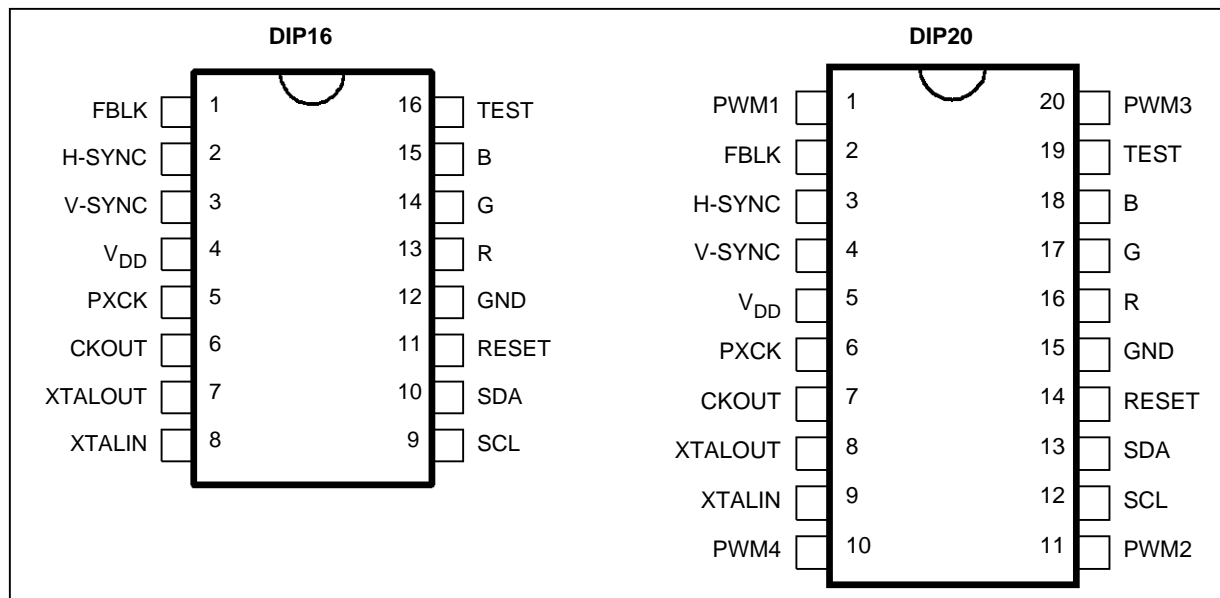 DIP16
FBLK 1 16 TEST
H-SYNC 2 15 B
V-SYNC 3 14 G
VDD 4 13 R
PXCK 5 12 GND
CKOUT 6 11 RESET
XTALOUT 7 10 SDA
XTALIN 8 9 SCL
DIP20
PWM1 1 20 PWM3
FBLK 2 19 TEST
H-SYNC 3 18 B
V-SYNC 4 17 G
VDD 5 16 R
PXCK 6 15 GND
CKOUT 7 14 RESET
XTALOUT 8 13 SDA
XTALIN 9 12 SCL
PWM4 10 11 PWM2